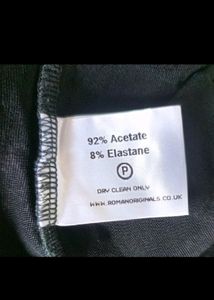 92% Acetate
8% Elastane
P
DRY CLEAN ONLY
WWW.ROMANORIGINALS.CO.UK